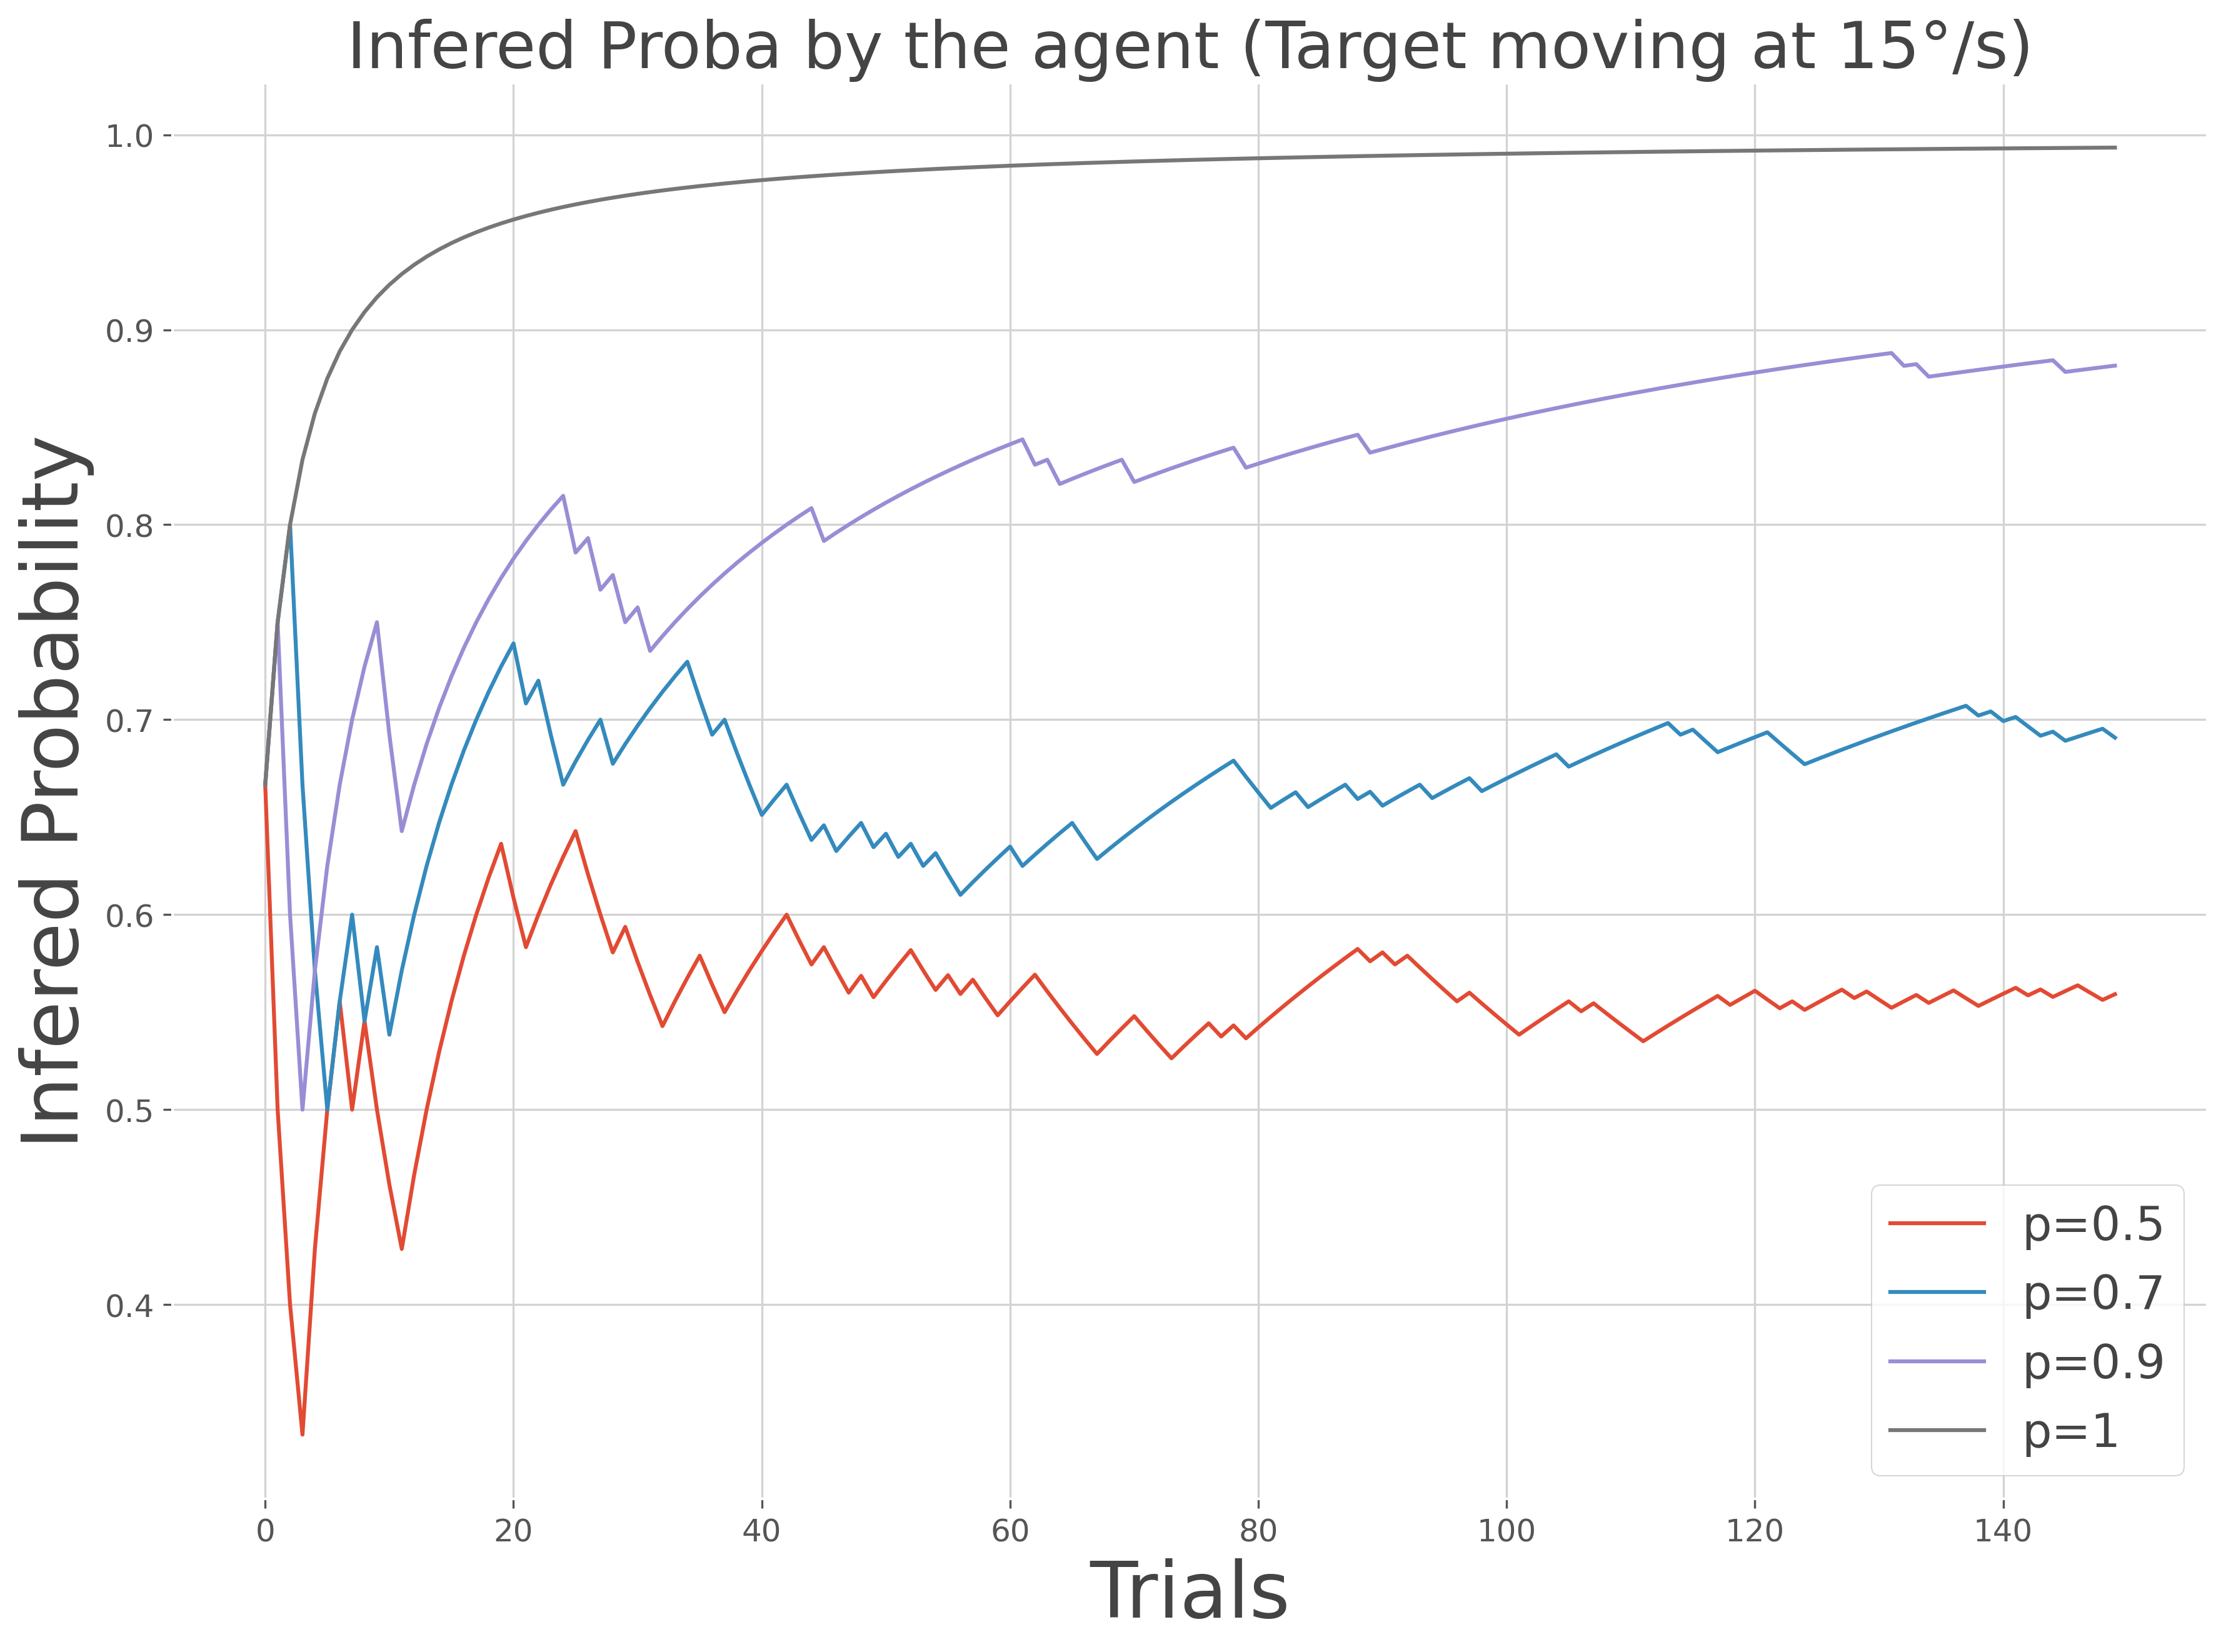 Infered Proba by the agent (Target moving at 15°/s)
Infered Probability
1.0
0.9
0.8
0.7
0.6
0.5
0.4
p=0.5
p=0.7
p=0.9
p=1
0 20 40 60 80 100 120 140
Trials